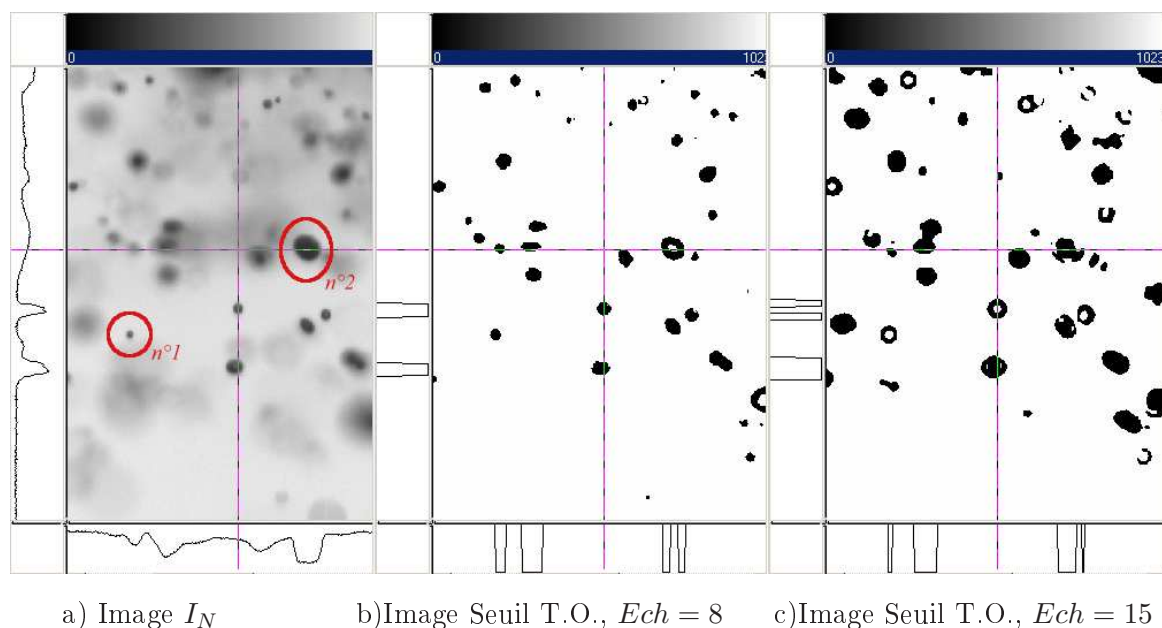 0
0 1023
0 1023
n°2
n°1
a) Image I_N b)Image Seuil T.O., Ech = 8 c)Image Seuil T.O., Ech = 15